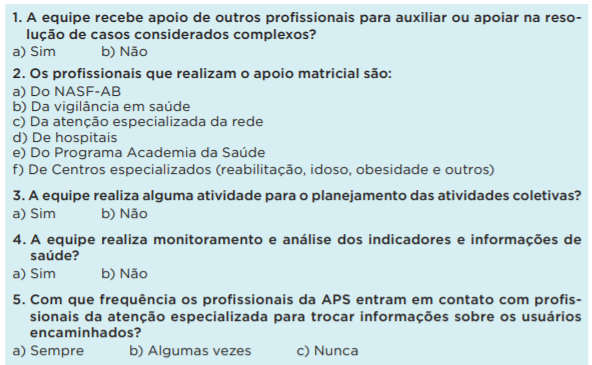 1. A equipe recebe apoio de outros profissionais para auxiliar ou apoiar na reso-
lução de casos considerados complexos?
a) Sim b) Não
2. Os profissionais que realizam o apoio matricial são:
a) Do NASF-AB
b) Da vigilância em saúde
c) Da atenção especializada da rede
d) De hospitais
e) Do Programa Academia da Saúde
f) De Centros especializados (reabilitação, idoso, obesidade e outros)
3. A equipe realiza alguma atividade para o planejamento das atividades coletivas?
a) Sim b) Não
4. A equipe realiza monitoramento e análise dos indicadores e informações de
saúde?
a) Sim b) Não
5. Com que frequência os profissionais da APS entram em contato com profis-
sionais da atenção especializada para trocar informações sobre os usuários
encaminhados?
a) Sempre b) Algumas vezes c) Nunca